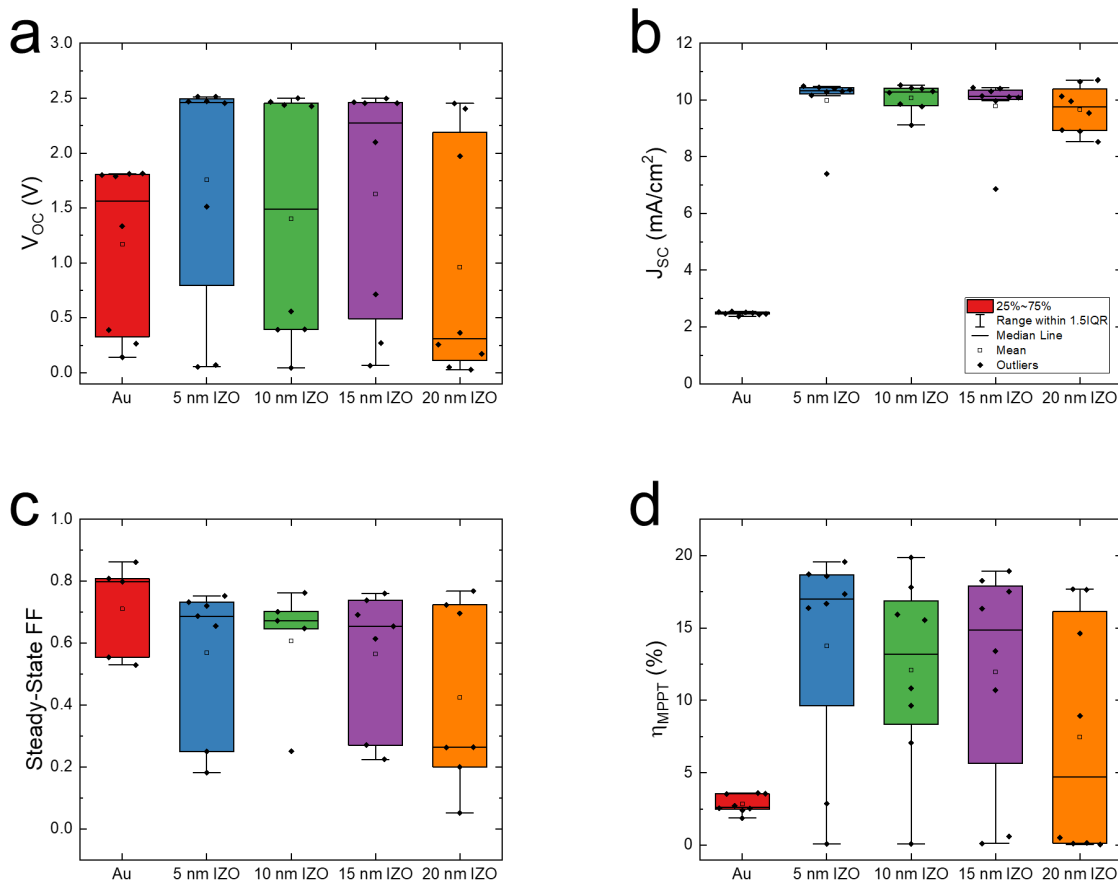 a
3.0
2.5
2.0
1.5
1.0
0.5
0.0
V_OC (V)
Au
5 nm IZO
10 nm IZO
15 nm IZO
20 nm IZO
b
12
10
8
6
4
2
0
J_SC (mA/cm²)
25%~75%
Range within 1.5IQR
Median Line
Mean
Outliers
Au
5 nm IZO
10 nm IZO
15 nm IZO
20 nm IZO
c
1.0
0.8
0.6
0.4
0.2
0.0
Steady-State FF
Au
5 nm IZO
10 nm IZO
15 nm IZO
20 nm IZO
d
20
15
10
5
0
η_MPPT (%)
Au
5 nm IZO
10 nm IZO
15 nm IZO
20 nm IZO